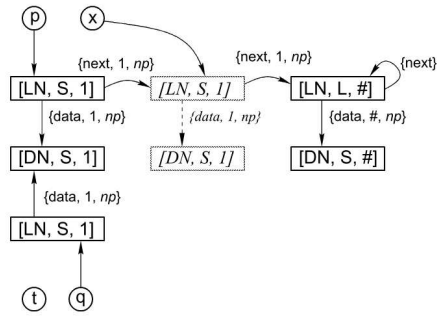 p
x
{next, 1, np}
{next, 1, np}
{next}
[LN, S, 1]
[LN, S, 1]
[LN, L, #]
{data, 1, np}
{data, 1, np}
{data, #, np}
[DN, S, 1]
[DN, S, 1]
[DN, S, #]
{data, 1, np}
[LN, S, 1]
t
q